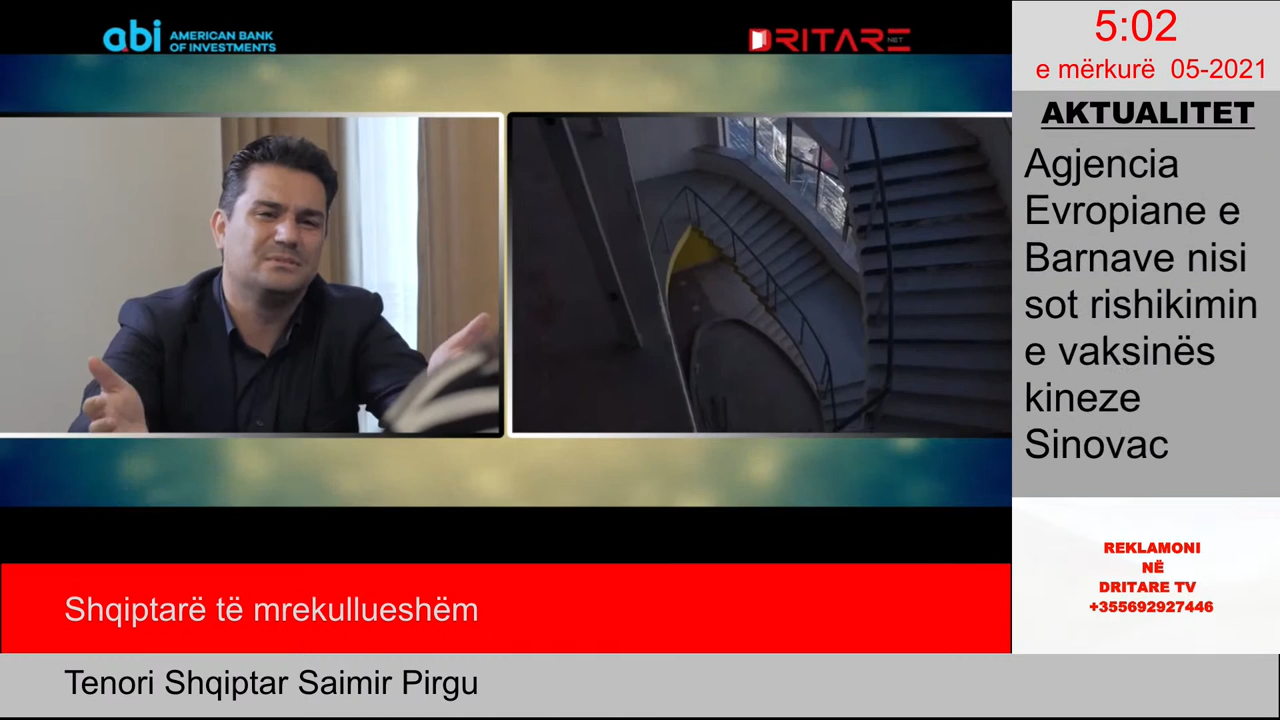 abi AMERICAN BANK
OF INVESTMENTS
DRITARE.NET
5:02
e mërkurë 05-2021
AKTUALITET
Agjencia
Evropiane e
Barnave nisi
sot rishikimin
e vaksinës
kineze
Sinovac
REKLAMONI
NË
DRITARE TV
+355692927446
Shqiptarë të mrekullueshëm
Tenori Shqiptar Saimir Pirgu